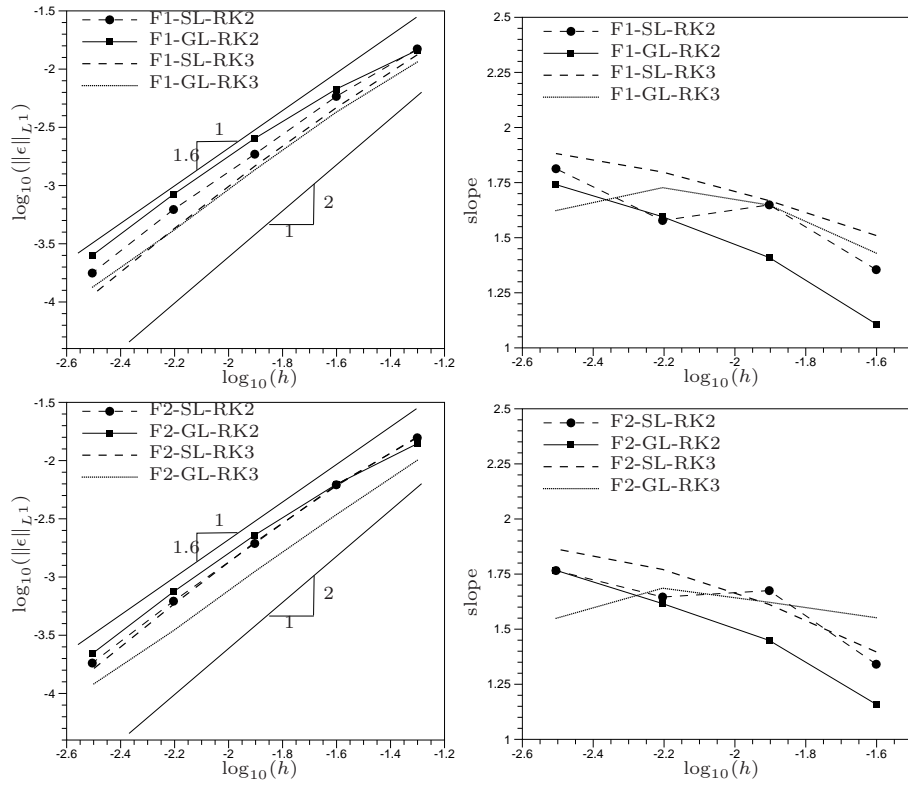 -1.5
-2
-2.5
-3
-3.5
-4
log₁₀(‖ϵ‖_{L¹})
F1-SL-RK2
F1-GL-RK2
F1-SL-RK3
F1-GL-RK3
1
1.6
2
1
-2.6 -2.4 -2.2 -2 -1.8 -1.6 -1.4 -1.2
log₁₀(h)
2.5
2.25
2
1.75
1.5
1.25
1
slope
F1-SL-RK2
F1-GL-RK2
F1-SL-RK3
F1-GL-RK3
-2.6 -2.4 -2.2 -2 -1.8 -1.6
log₁₀(h)
-1.5
-2
-2.5
-3
-3.5
-4
log₁₀(‖ϵ‖_{L¹})
F2-SL-RK2
F2-GL-RK2
F2-SL-RK3
F2-GL-RK3
1
1.6
2
1
-2.6 -2.4 -2.2 -2 -1.8 -1.6 -1.4 -1.2
log₁₀(h)
2.5
2.25
2
1.75
1.5
1.25
1
slope
F2-SL-RK2
F2-GL-RK2
F2-SL-RK3
F2-GL-RK3
-2.6 -2.4 -2.2 -2 -1.8 -1.6
log₁₀(h)